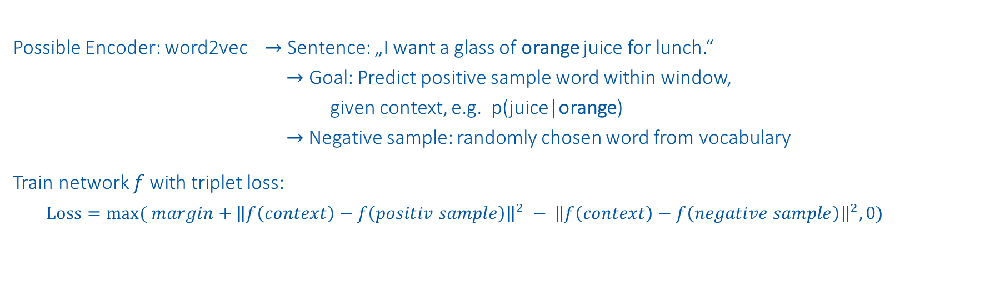 Possible Encoder: word2vec → Sentence: „I want a glass of orange juice for lunch.“
→ Goal: Predict positive sample word within window,
given context, e.g. p(juice|orange)
→ Negative sample: randomly chosen word from vocabulary
Train network f with triplet loss:
Loss = max( margin + ‖f(context) − f(positiv sample)‖² − ‖f(context) − f(negative sample)‖², 0)